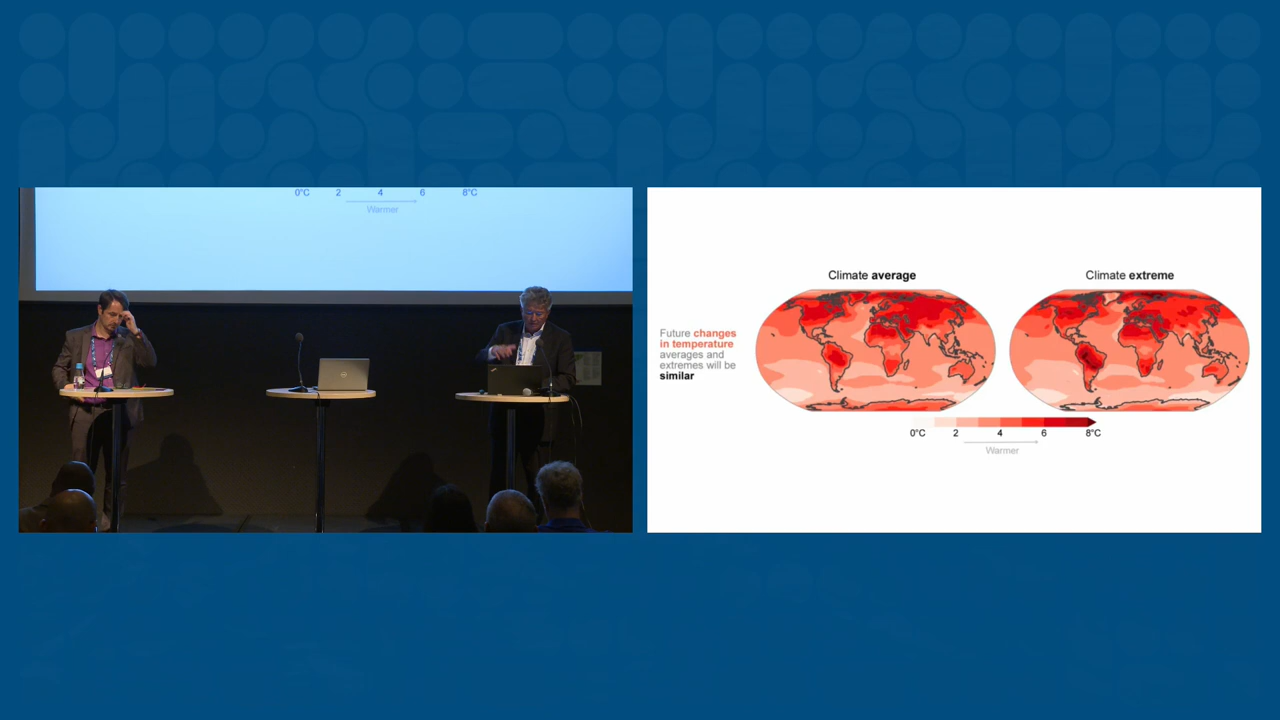 0°C 2 4 6 8°C
Warmer
Climate average
Climate extreme
Future changes
in temperature
averages and
extremes will be
similar
0°C 2 4 6 8°C
Warmer